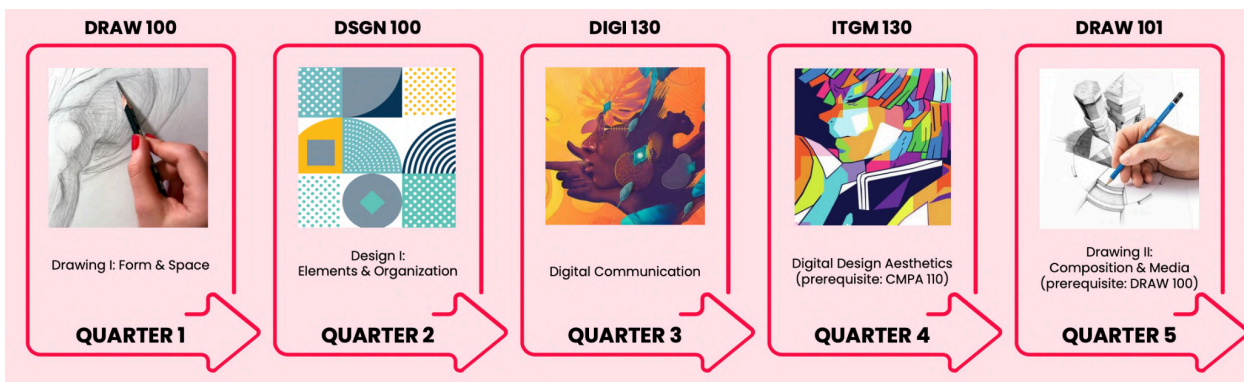 DRAW 100
Drawing I: Form & Space
QUARTER 1
DSGN 100
Design I:
Elements & Organization
QUARTER 2
DIGI 130
Digital Communication
QUARTER 3
ITGM 130
Digital Design Aesthetics
(prerequisite: CMPA 110)
QUARTER 4
DRAW 101
Drawing II:
Composition & Media
(prerequisite: DRAW 100)
QUARTER 5